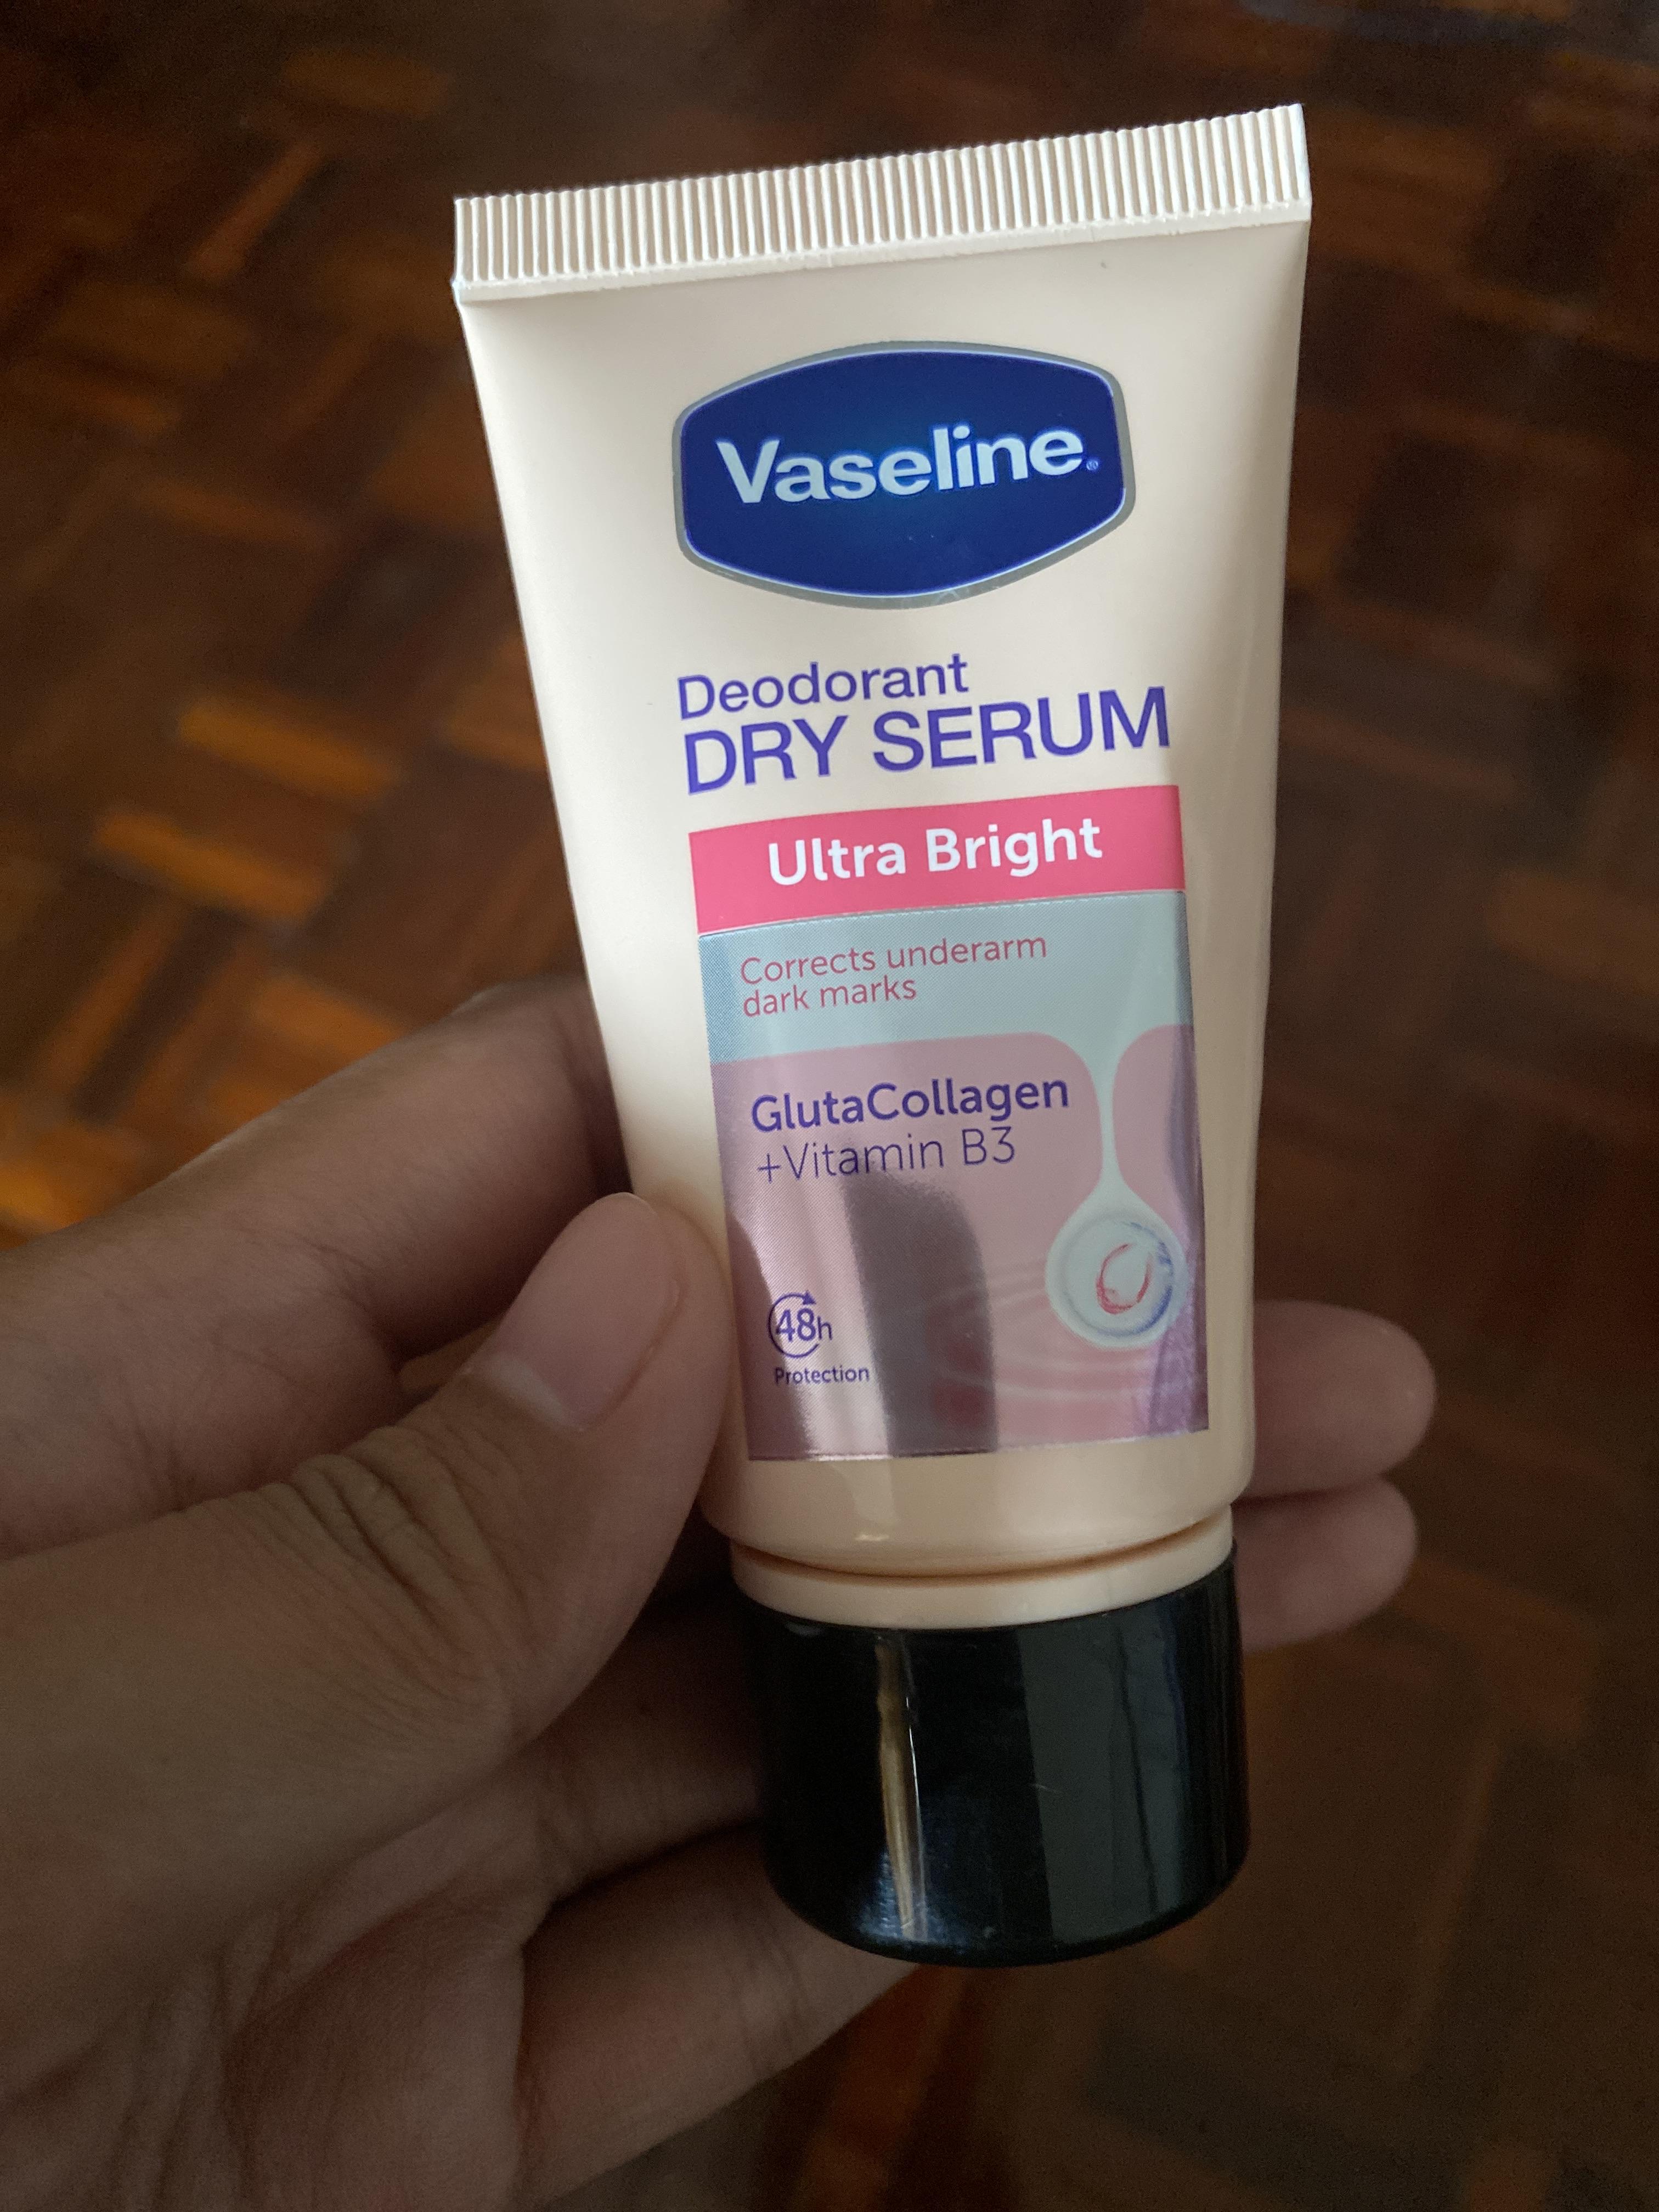 Vaseline®
Deodorant
DRY SERUM
Ultra Bright
Corrects underarm
dark marks
GlutaCollagen
+Vitamin B3
48h
Protection